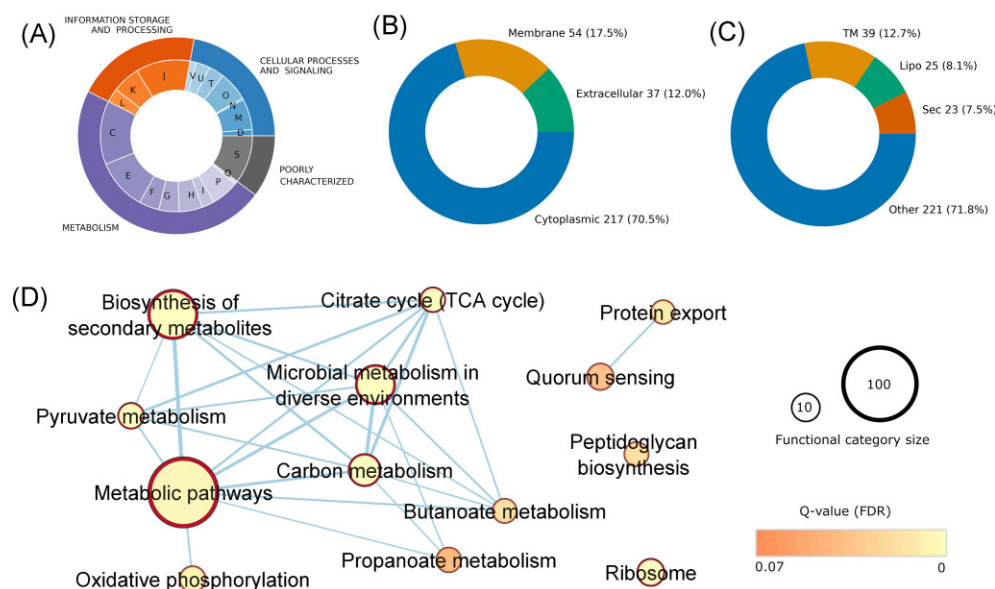 (A)
INFORMATION STORAGE
AND PROCESSING
CELLULAR PROCESSES
AND SIGNALING
POORLY
CHARACTERIZED
METABOLISM
J
K
L
C
E
F
G
H
I
P
Q
S
D
M
N
O
T
U
V
(B)
Membrane 54 (17.5%)
Extracellular 37 (12.0%)
Cytoplasmic 217 (70.5%)
(C)
TM 39 (12.7%)
Lipo 25 (8.1%)
Sec 23 (7.5%)
Other 221 (71.8%)
(D)
Biosynthesis of
secondary metabolites
Citrate cycle (TCA cycle)
Protein export
Microbial metabolism in
diverse environments
Quorum sensing
Pyruvate metabolism
Peptidoglycan
biosynthesis
Carbon metabolism
Metabolic pathways
Butanoate metabolism
Propanoate metabolism
Oxidative phosphorylation
Ribosome
100
10
Functional category size
Q-value (FDR)
0.07 0